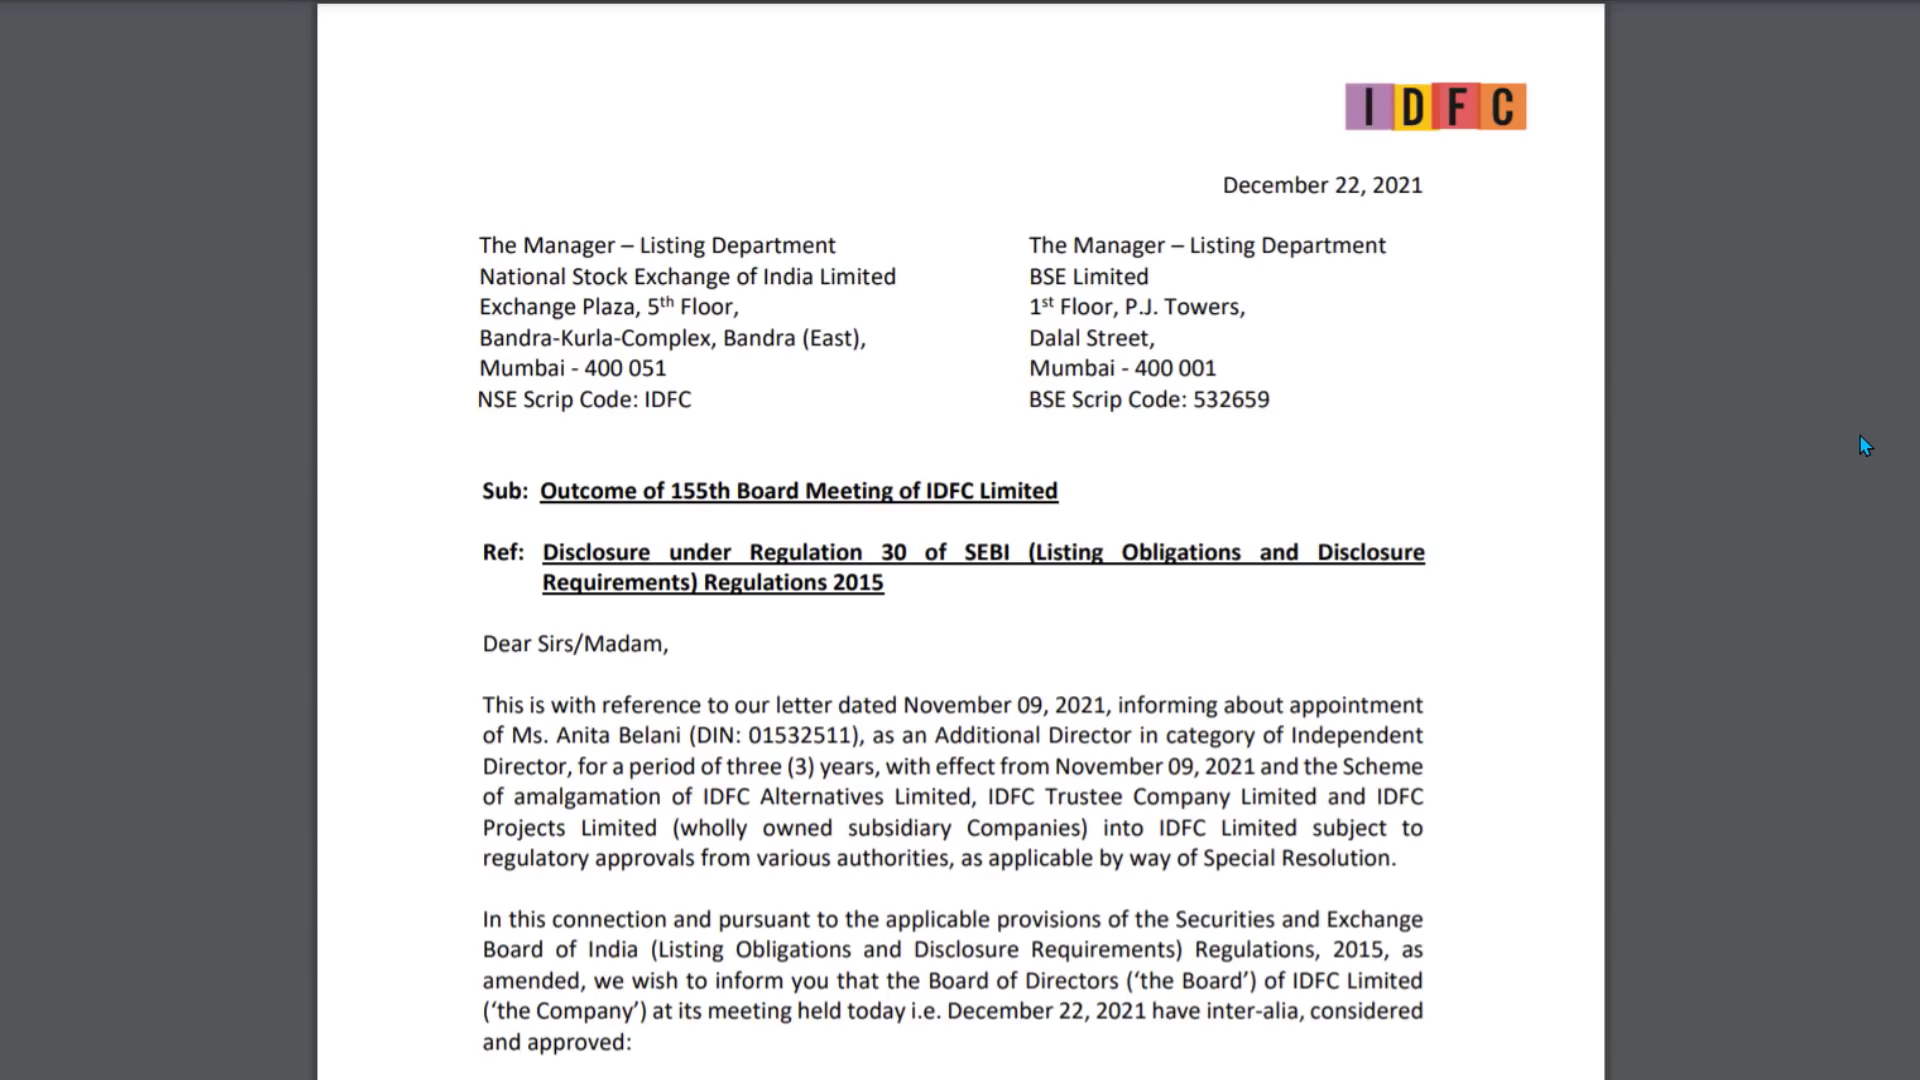 IDFC
December 22, 2021
The Manager – Listing Department
National Stock Exchange of India Limited
Exchange Plaza, 5th Floor,
Bandra-Kurla-Complex, Bandra (East),
Mumbai - 400 051
NSE Scrip Code: IDFC
The Manager – Listing Department
BSE Limited
1st Floor, P.J. Towers,
Dalal Street,
Mumbai - 400 001
BSE Scrip Code: 532659
Sub: Outcome of 155th Board Meeting of IDFC Limited
Ref: Disclosure under Regulation 30 of SEBI (Listing Obligations and Disclosure
Requirements) Regulations 2015
Dear Sirs/Madam,
This is with reference to our letter dated November 09, 2021, informing about appointment
of Ms. Anita Belani (DIN: 01532511), as an Additional Director in category of Independent
Director, for a period of three (3) years, with effect from November 09, 2021 and the Scheme
of amalgamation of IDFC Alternatives Limited, IDFC Trustee Company Limited and IDFC
Projects Limited (wholly owned subsidiary Companies) into IDFC Limited subject to
regulatory approvals from various authorities, as applicable by way of Special Resolution.
In this connection and pursuant to the applicable provisions of the Securities and Exchange
Board of India (Listing Obligations and Disclosure Requirements) Regulations, 2015, as
amended, we wish to inform you that the Board of Directors (‘the Board’) of IDFC Limited
(‘the Company’) at its meeting held today i.e. December 22, 2021 have inter-alia, considered
and approved: